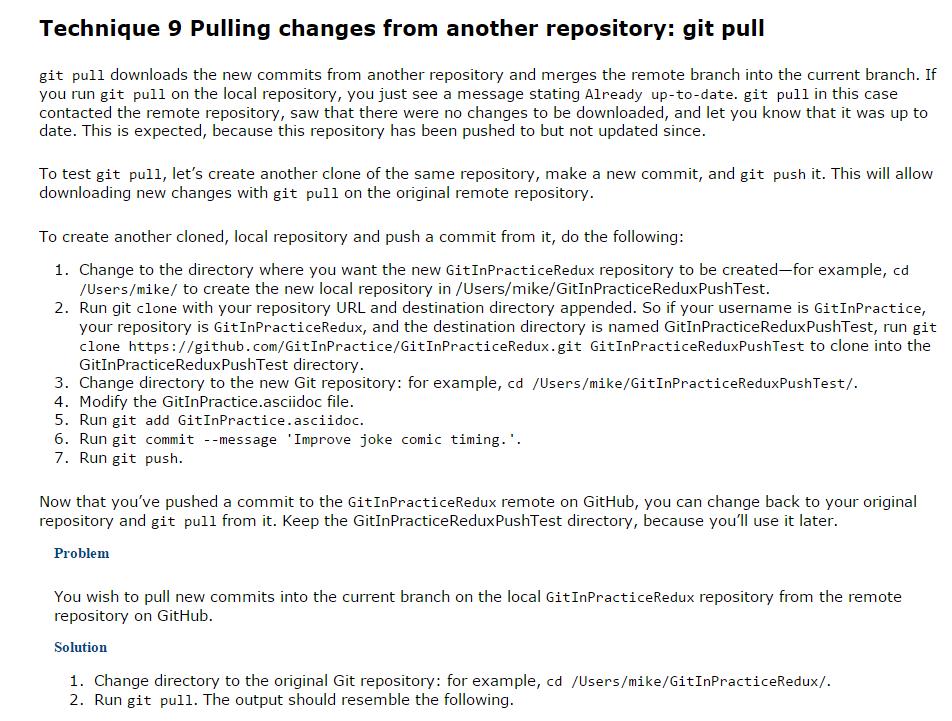 Technique 9 Pulling changes from another repository: git pull
git pull downloads the new commits from another repository and merges the remote branch into the current branch. If
you run git pull on the local repository, you just see a message stating Already up-to-date. git pull in this case
contacted the remote repository, saw that there were no changes to be downloaded, and let you know that it was up to
date. This is expected, because this repository has been pushed to but not updated since.
To test git pull, let’s create another clone of the same repository, make a new commit, and git push it. This will allow
downloading new changes with git pull on the original remote repository.
To create another cloned, local repository and push a commit from it, do the following:
1. Change to the directory where you want the new GitInPracticeRedux repository to be created—for example, cd
/Users/mike/ to create the new local repository in /Users/mike/GitInPracticeReduxPushTest.
2. Run git clone with your repository URL and destination directory appended. So if your username is GitInPractice,
your repository is GitInPracticeRedux, and the destination directory is named GitInPracticeReduxPushTest, run git
clone https://github.com/GitInPractice/GitInPracticeRedux.git GitInPracticeReduxPushTest to clone into the
GitInPracticeReduxPushTest directory.
3. Change directory to the new Git repository: for example, cd /Users/mike/GitInPracticeReduxPushTest/.
4. Modify the GitInPractice.asciidoc file.
5. Run git add GitInPractice.asciidoc.
6. Run git commit --message 'Improve joke comic timing.'.
7. Run git push.
Now that you’ve pushed a commit to the GitInPracticeRedux remote on GitHub, you can change back to your original
repository and git pull from it. Keep the GitInPracticeReduxPushTest directory, because you’ll use it later.
Problem
You wish to pull new commits into the current branch on the local GitInPracticeRedux repository from the remote
repository on GitHub.
Solution
1. Change directory to the original Git repository: for example, cd /Users/mike/GitInPracticeRedux/.
2. Run git pull. The output should resemble the following.